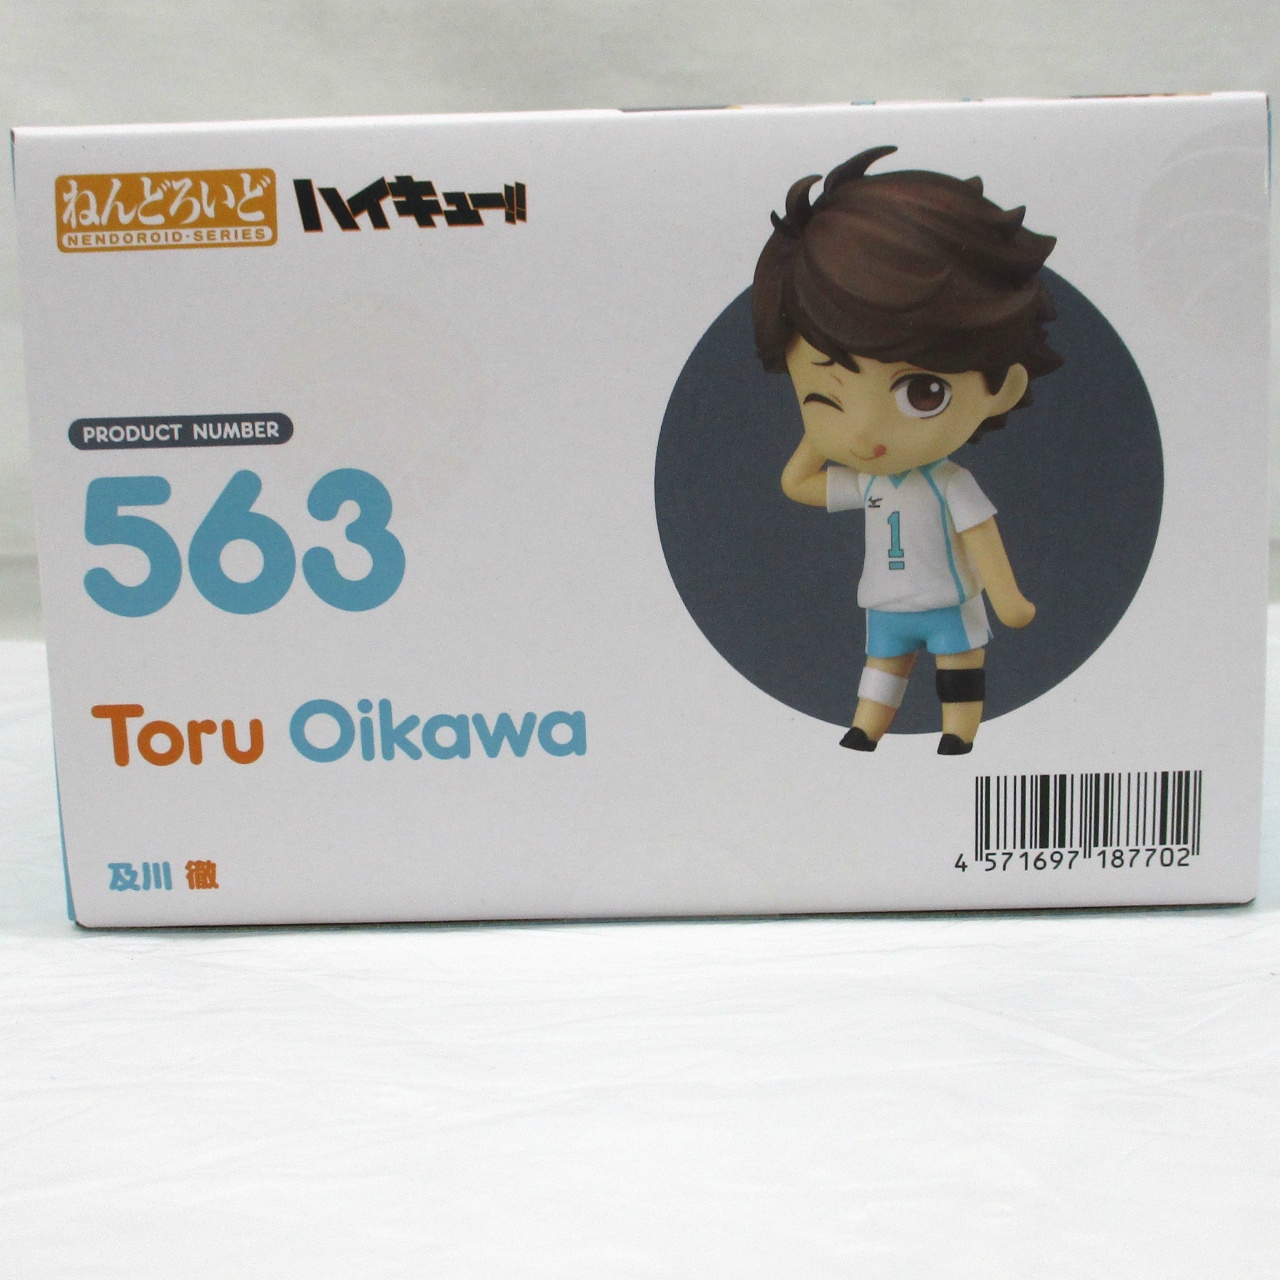 ねんどろいど
NENDOROID·SERIES
ハイキュー!!
PRODUCT NUMBER
563
Toru Oikawa
及川 徹
1
4 571697 187702